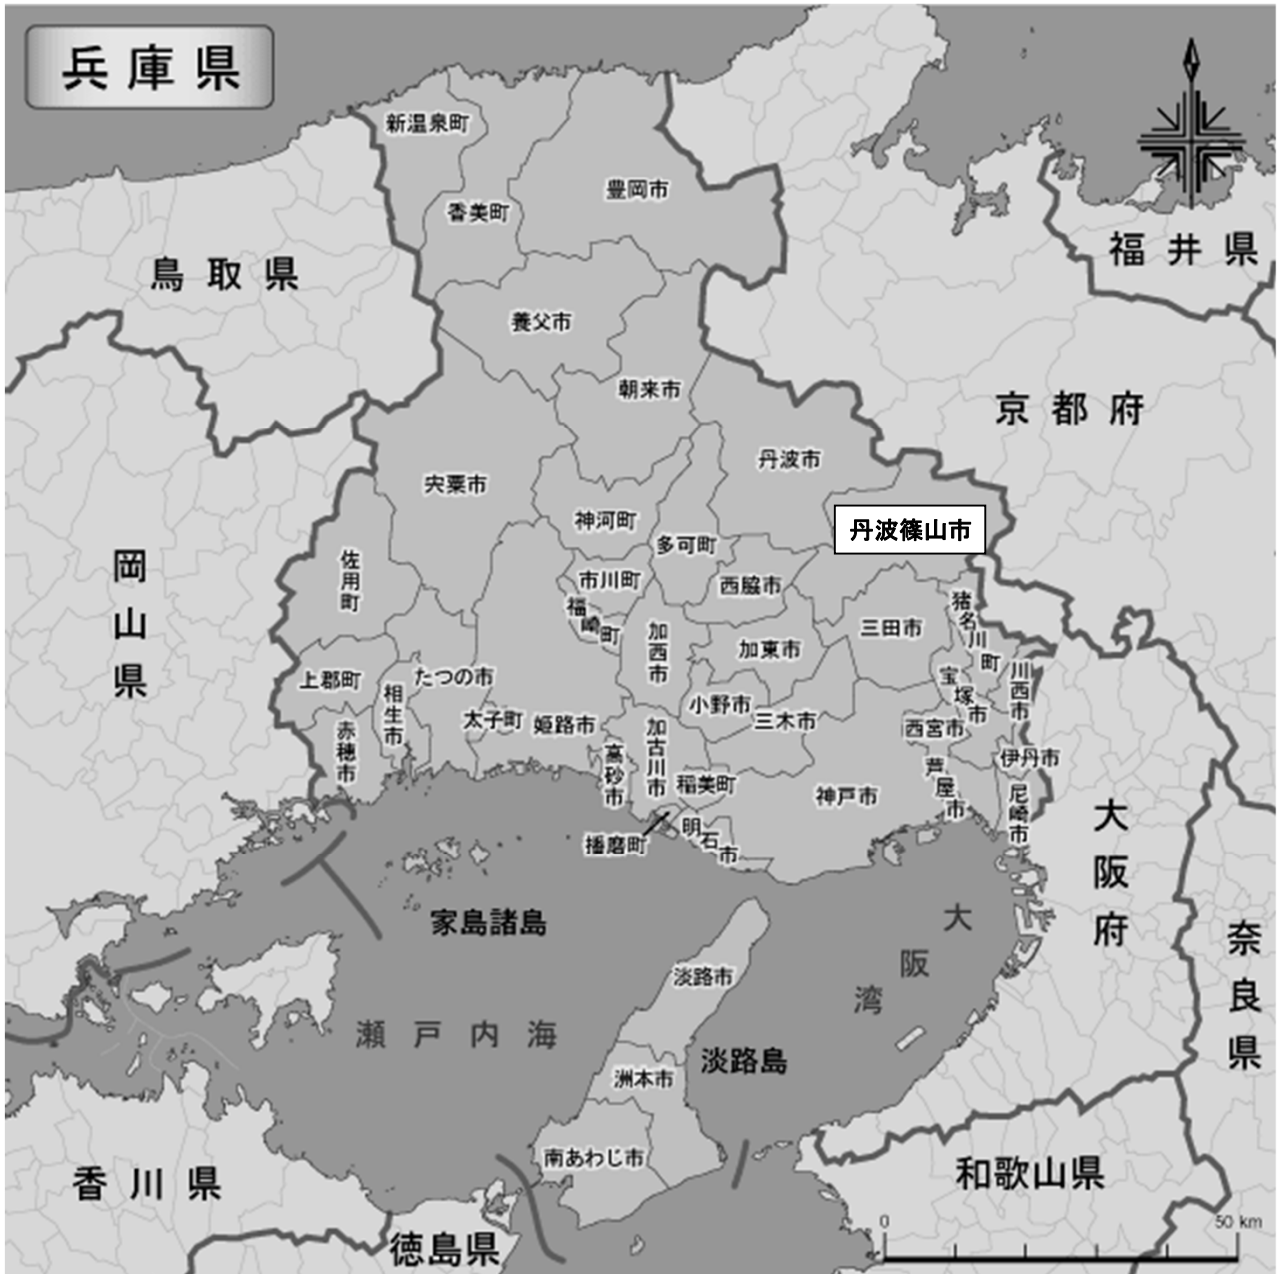 兵庫県
新温泉町
香美町
豊岡市
鳥取県
福井県
養父市
朝来市
京都府
丹波市
宍粟市
神河町
丹波篠山市
多可町
岡山県
佐用町
市川町
西脇市
福崎町
猪名川町
加西市
加東市
三田市
上郡町
相生市
たつの市
川西市
宝塚市
小野市
三木市
太子町
姫路市
赤穂市
加古川市
西宮市
高砂市
伊丹市
芦屋市
稲美町
神戸市
尼崎市
播磨町
明石市
大阪府
家島諸島
大阪湾
奈良県
淡路市
瀬戸内海
淡路島
洲本市
南あわじ市
香川県
和歌山県
徳島県
0
50 km